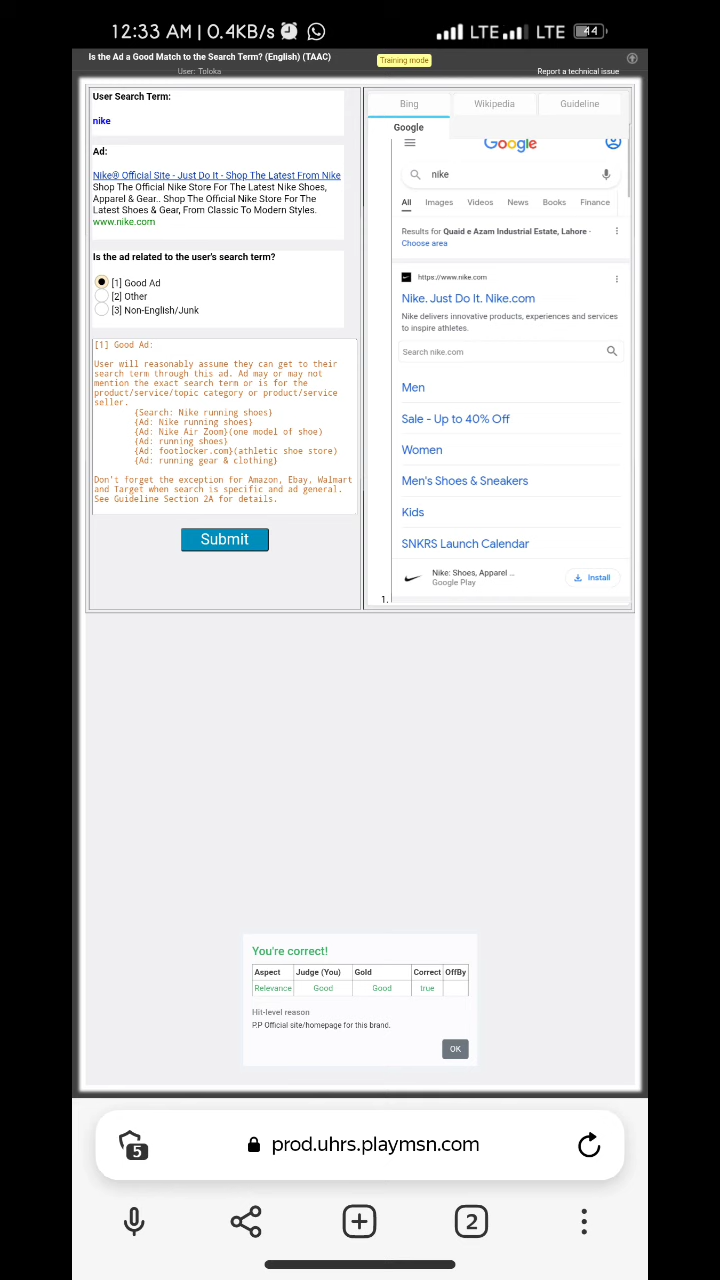 12:33 AM | 0.4KB/s
LTE LTE 44
Is the Ad a Good Match to the Search Term? (English) (TAAC)
Training mode
User: Toloka
Report a technical issue
User Search Term:
nike
Ad:
Nike® Official Site - Just Do It - Shop The Latest From Nike
Shop The Official Nike Store For The Latest Nike Shoes,
Apparel & Gear.. Shop The Official Nike Store For The
Latest Shoes & Gear, From Classic To Modern Styles.
www.nike.com
Is the ad related to the user's search term?
[1] Good Ad
[2] Other
[3] Non-English/Junk
[1] Good Ad:
User will reasonably assume they can get to their
search term through this ad. Ad may or may not
mention the exact search term or is for the
product/service/topic category or product/service
seller.
{Search: Nike running shoes}
{Ad: Nike running shoes}
{Ad: Nike Air Zoom}(one model of shoe)
{Ad: running shoes}
{Ad: footlocker.com}(athletic shoe store)
{Ad: running gear & clothing}
Don't forget the exception for Amazon, Ebay, Walmart
and Target when search is specific and ad general.
See Guideline Section 2A for details.
Submit
Bing Wikipedia Guideline
Google
Google
nike
All Images Videos News Books Finance
Results for Quaid e Azam Industrial Estate, Lahore ·
Choose area
https://www.nike.com
Nike. Just Do It. Nike.com
Nike delivers innovative products, experiences and services
to inspire athletes.
Search nike.com
Men
Sale - Up to 40% Off
Women
Men's Shoes & Sneakers
Kids
SNKRS Launch Calendar
Nike: Shoes, Apparel ...
Google Play
Install
1.
You're correct!
Aspect Judge (You) Gold Correct OffBy
Relevance Good Good true
Hit-level reason
P.P Official site/homepage for this brand.
OK
5
prod.uhrs.playmsn.com
2